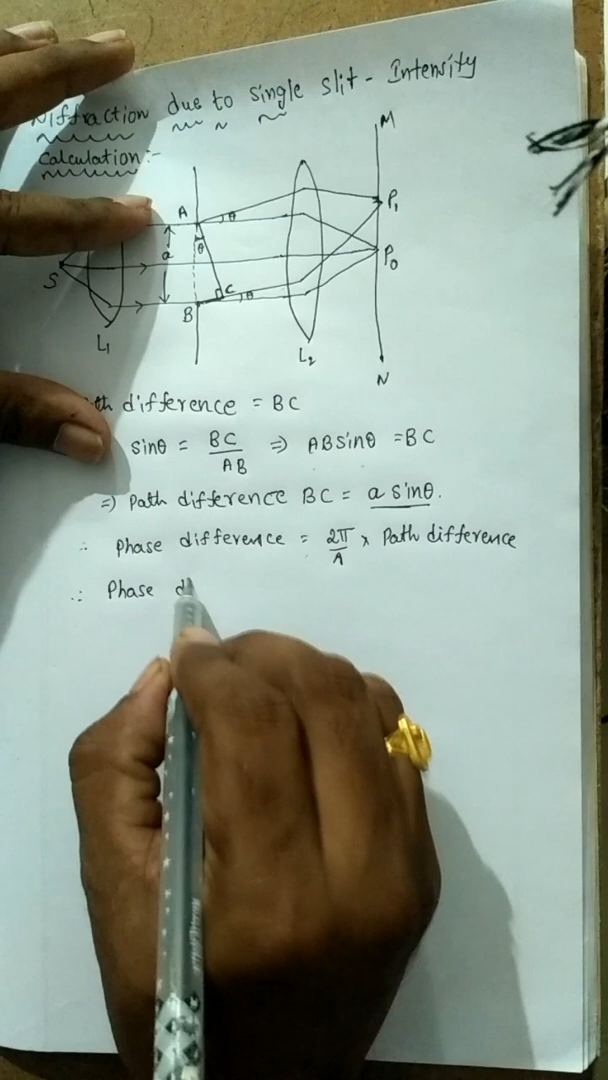 Diffraction due to single slit - Intensity
Calculation:-
M
A
θ
P1
a
θ
S
P0
C
θ
B
L1
L2
N
difference = BC
sinθ = BC/AB ⇒ ABsinθ = BC
⇒ Path difference BC = a sinθ.
∴ Phase difference = 2π/λ x Path difference
∴ Phase d